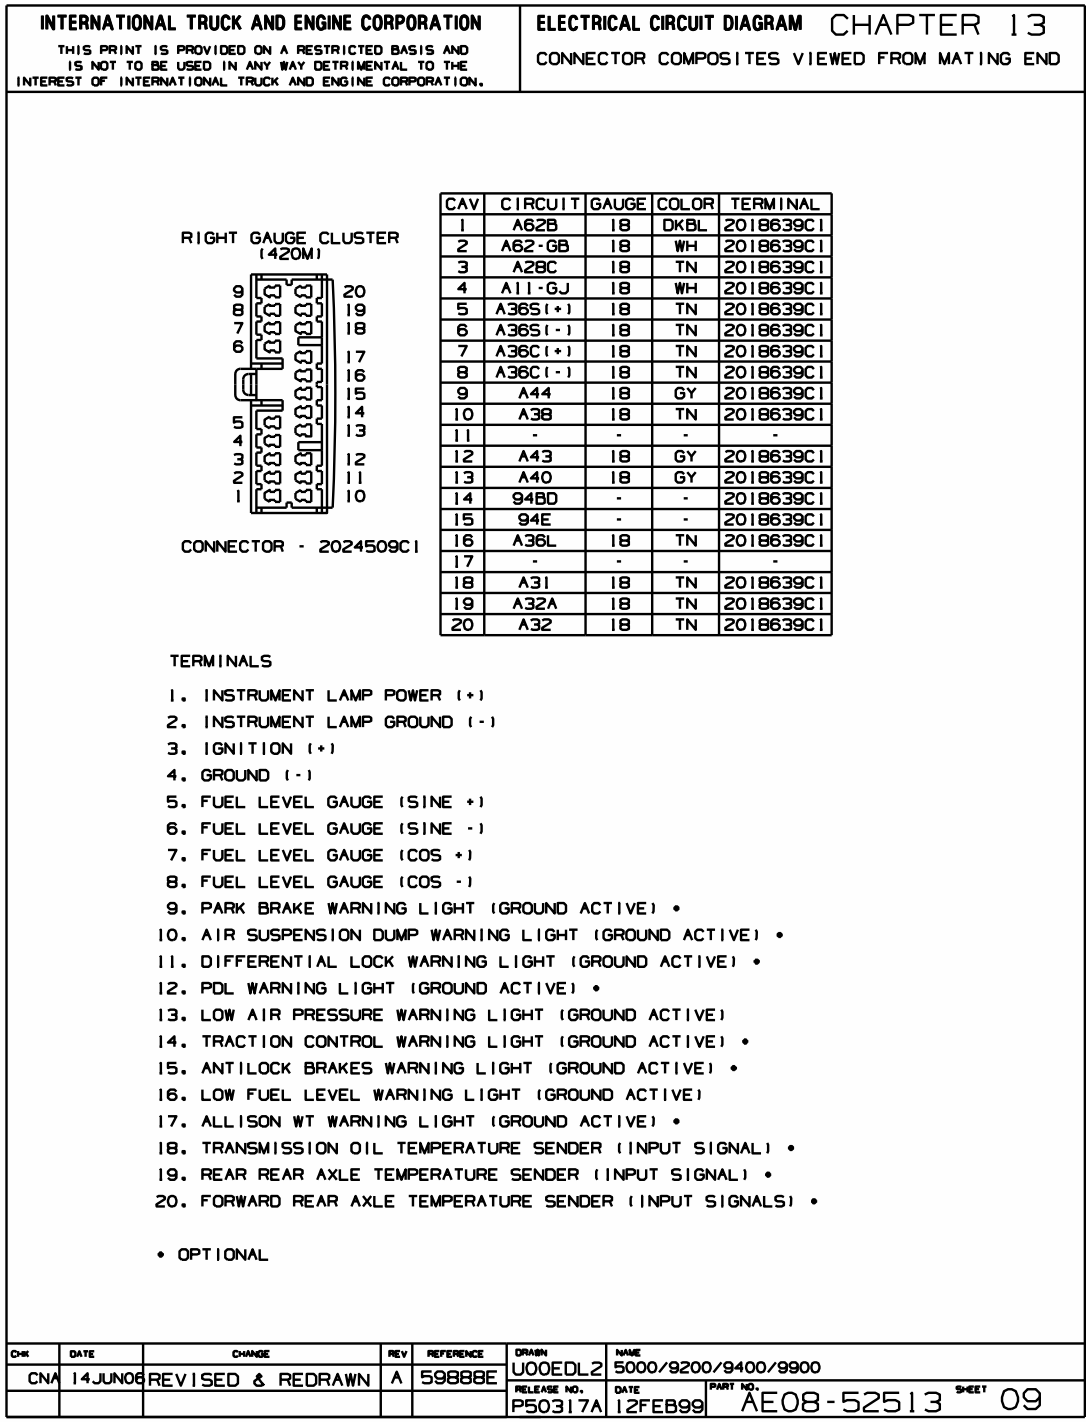 INTERNATIONAL TRUCK AND ENGINE CORPORATION
THIS PRINT IS PROVIDED ON A RESTRICTED BASIS AND
IS NOT TO BE USED IN ANY WAY DETRIMENTAL TO THE
INTEREST OF INTERNATIONAL TRUCK AND ENGINE CORPORATION.
ELECTRICAL CIRCUIT DIAGRAM CHAPTER 13
CONNECTOR COMPOSITES VIEWED FROM MATING END
RIGHT GAUGE CLUSTER
(420M)
9 20
8 19
7 18
6 17
16
15
14
5 13
4
3 12
2 11
1 10
CONNECTOR - 2024509C1
CAV CIRCUIT GAUGE COLOR TERMINAL
1 A62B 18 DKBL 2018639C1
2 A62-GB 18 WH 2018639C1
3 A28C 18 TN 2018639C1
4 A11-GJ 18 WH 2018639C1
5 A36S(+) 18 TN 2018639C1
6 A36S(-) 18 TN 2018639C1
7 A36C(+) 18 TN 2018639C1
8 A36C(-) 18 TN 2018639C1
9 A44 18 GY 2018639C1
10 A38 18 TN 2018639C1
11 - - - -
12 A43 18 GY 2018639C1
13 A40 18 GY 2018639C1
14 94BD - - 2018639C1
15 94E - - 2018639C1
16 A36L 18 TN 2018639C1
17 - - - -
18 A31 18 TN 2018639C1
19 A32A 18 TN 2018639C1
20 A32 18 TN 2018639C1
TERMINALS
1. INSTRUMENT LAMP POWER (+)
2. INSTRUMENT LAMP GROUND (-)
3. IGNITION (+)
4. GROUND (-)
5. FUEL LEVEL GAUGE (SINE +)
6. FUEL LEVEL GAUGE (SINE -)
7. FUEL LEVEL GAUGE (COS +)
8. FUEL LEVEL GAUGE (COS -)
9. PARK BRAKE WARNING LIGHT (GROUND ACTIVE) •
10. AIR SUSPENSION DUMP WARNING LIGHT (GROUND ACTIVE) •
11. DIFFERENTIAL LOCK WARNING LIGHT (GROUND ACTIVE) •
12. PDL WARNING LIGHT (GROUND ACTIVE) •
13. LOW AIR PRESSURE WARNING LIGHT (GROUND ACTIVE)
14. TRACTION CONTROL WARNING LIGHT (GROUND ACTIVE) •
15. ANTILOCK BRAKES WARNING LIGHT (GROUND ACTIVE) •
16. LOW FUEL LEVEL WARNING LIGHT (GROUND ACTIVE)
17. ALLISON WT WARNING LIGHT (GROUND ACTIVE) •
18. TRANSMISSION OIL TEMPERATURE SENDER (INPUT SIGNAL) •
19. REAR REAR AXLE TEMPERATURE SENDER (INPUT SIGNAL) •
20. FORWARD REAR AXLE TEMPERATURE SENDER (INPUT SIGNALS) •
• OPTIONAL
CHK DATE CHANGE REV REFERENCE
CNA 14JUN06 REVISED & REDRAWN A 59888E
DRAWN
U00EDL2
NAME
5000/9200/9400/9900
RELEASE NO.
P50317A
DATE
12FEB99
PART NO.
AE08-52513
SHEET
09